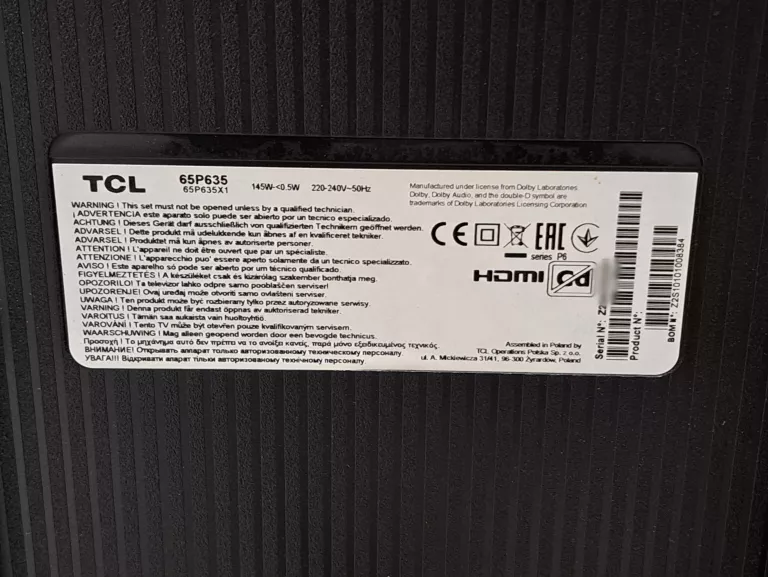 TCL
65P635
65P635X1
145W-<0.5W 220-240V~50Hz
Manufactured under license from Dolby Laboratories.
Dolby, Dolby Audio, and the double-D symbol are
trademarks of Dolby Laboratories Licensing Corporation
WARNING ! This set must not be opened unless by a qualified technician.
¡ ADVERTENCIA este aparato solo puede ser abierto por un tecnico especializado.
ACHTUNG ! Dieses Gerät darf ausschließlich von qualifizierten Technikern geöffnet werden.
ADVARSEL ! Dette produkt må udelukkende kun åbnes af en kvalificeret tekniker.
ADVARSEL ! Produktet må kun åpnes av autoriserte personer.
ATTENTION ! L'appareil ne doit être ouvert que par un spécialiste.
ATTENZIONE ! L'apparecchio puo' essere aperto solamente da un tecnico specializzato.
AVISO ! Este aparelho só pode ser aberto por um técnico qualificado.
FIGYELMEZTETÉS ! A készüléket csak és kizárólag szakember bonthatja meg.
OPOZORILO! Ta televizor lahko odpre samo pooblaščen serviser!
UPOZORENJE! Ovaj uređaj može otvoriti samo ovlašteni serviser.
UWAGA ! Ten produkt może być rozbierany tylko przez autoryzowane serwisy.
VARNING ! Denna produkt får endast öppnas av auktoriserad tekniker.
VAROITUS ! Tämän saa aukaista vain huoltoyhtiö.
VAROVÁNÍ ! Tento TV může být otevřen pouze kvalifikovaným servisem.
WAARSCHUWING ! Mag alleen geopend worden door een bevoegde technicus.
Προσοχή ! Το μηχάνημα αυτό δεν πρέπει να το ανοίξει κανείς, παρά μόνο εξειδικευμένος τεχνικός.
ВНИМАНИЕ! Открывать аппарат только авторизованному техническому персоналу.
УВАГА!!! Відкривати апарат тільки авторизованому технічному персоналу.
CE EAC
series P6
HDMI
Assembled in Poland by
TCL Operations Polska Sp. z o.o.
ul. A. Mickiewicza 31/41, 96-300 Żyrardów, Poland
Serial Nº: Z2
Product Nº:
BOM Nº: Z2S10101008384